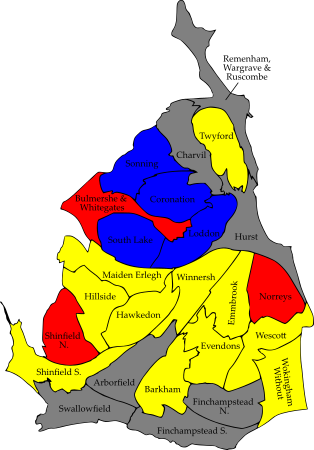 Remenham,
Wargrave &
Ruscombe
Twyford
Charvil
Sonning
Coronation
Bulmershe &
Whitegates
Loddon
South Lake
Hurst
Maiden Erlegh
Winnersh
Emmbrook
Norreys
Hillside
Hawkedon
Shinfield
N.
Wescott
Evendons
Shinfield S.
Wokingham
Without
Arborfield
Barkham
Finchampstead
N.
Swallowfield
Finchampstead S.